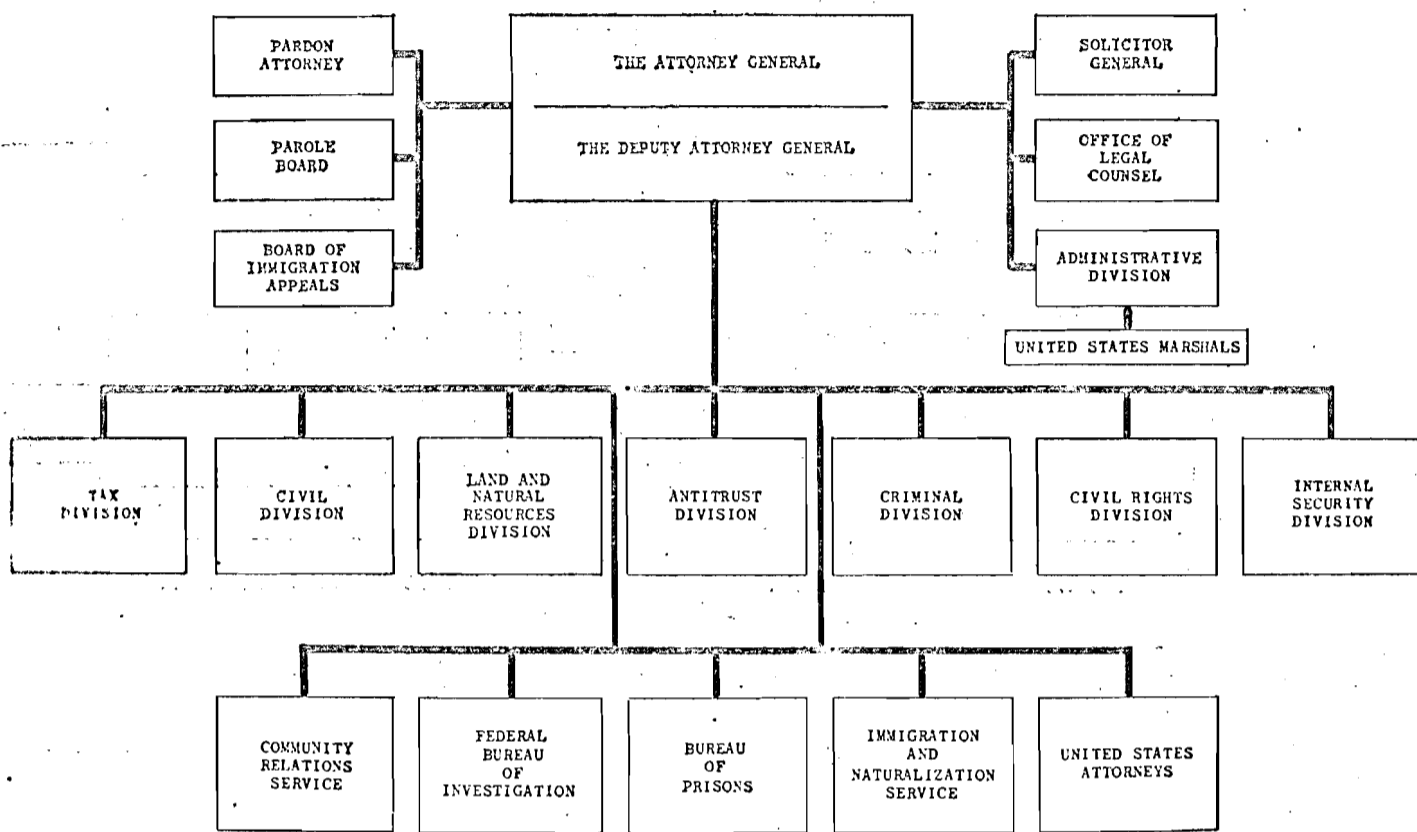 PARDON
ATTORNEY
THE ATTORNEY GENERAL
SOLICITOR
GENERAL
PAROLE
BOARD
THE DEPUTY ATTORNEY GENERAL
OFFICE OF
LEGAL
COUNSEL
BOARD OF
IMMIGRATION
APPEALS
ADMINISTRATIVE
DIVISION
UNITED STATES MARSHALS
TAX
DIVISION
CIVIL
DIVISION
LAND AND
NATURAL
RESOURCES
DIVISION
ANTITRUST
DIVISION
CRIMINAL
DIVISION
CIVIL RIGHTS
DIVISION
INTERNAL
SECURITY
DIVISION
COMMUNITY
RELATIONS
SERVICE
FEDERAL
BUREAU
OF
INVESTIGATION
BUREAU
OF
PRISONS
IMMIGRATION
AND
NATURALIZATION
SERVICE
UNITED STATES
ATTORNEYS